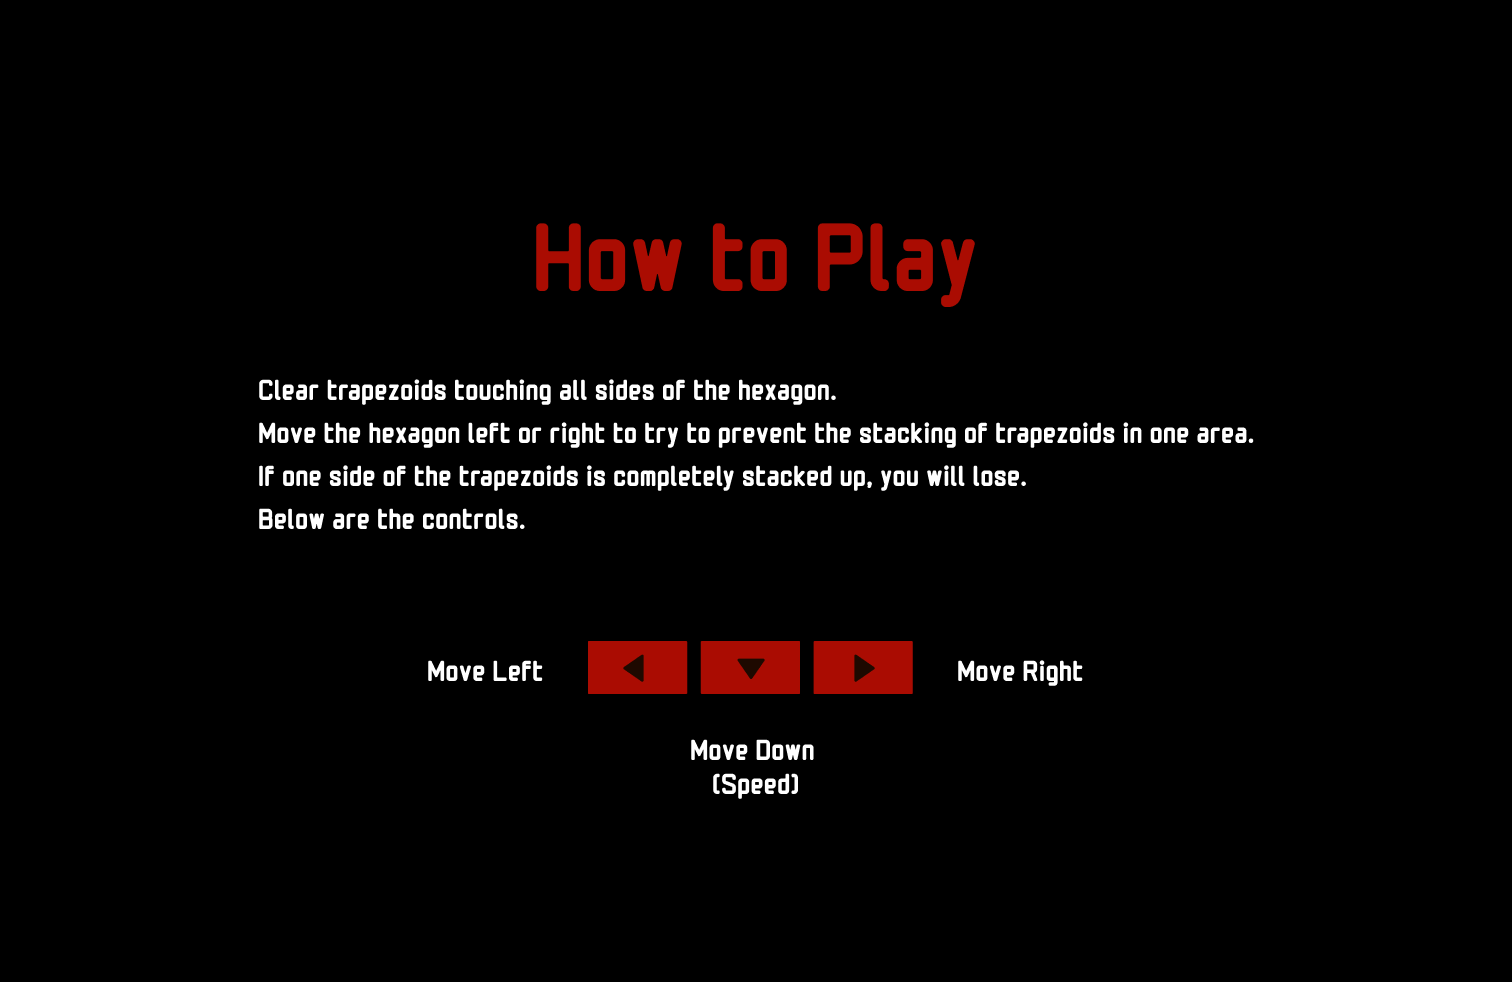 How to Play
Clear trapezoids touching all sides of the hexagon.
Move the hexagon left or right to try to prevent the stacking of trapezoids in one area.
If one side of the trapezoids is completely stacked up, you will lose.
Below are the controls.
Move Left
Move Right
Move Down
(Speed)